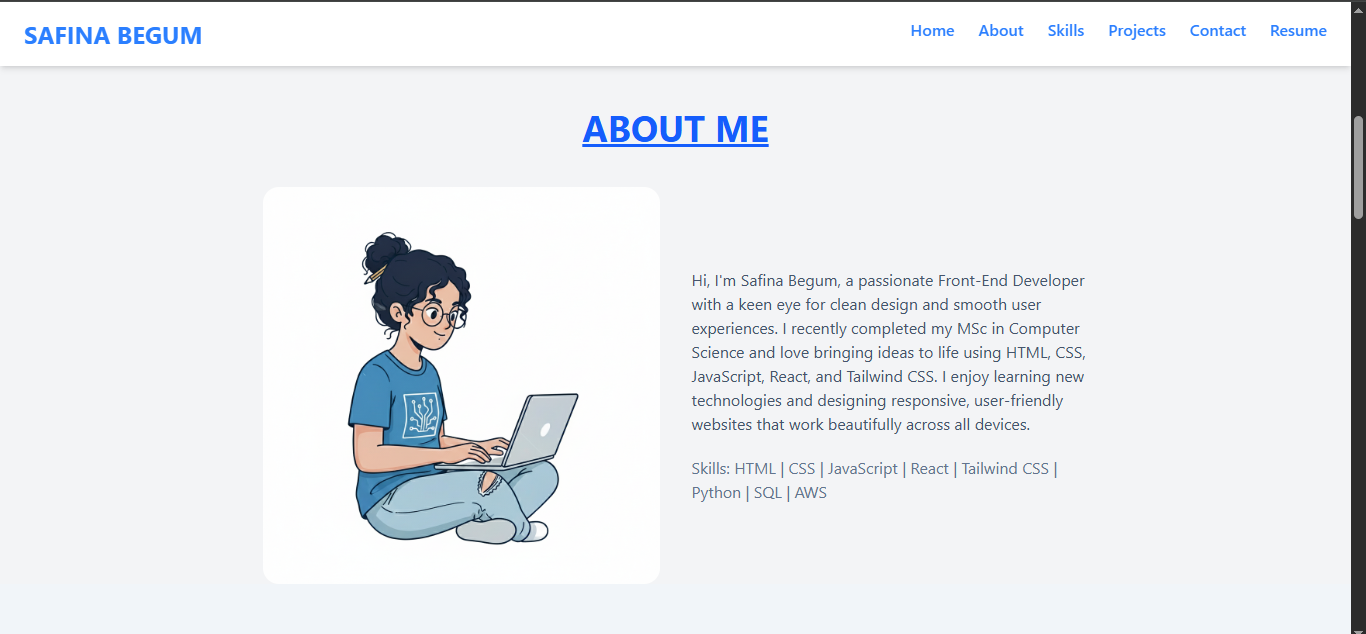 SAFINA BEGUM
Home About Skills Projects Contact Resume
ABOUT ME
Hi, I'm Safina Begum, a passionate Front-End Developer
with a keen eye for clean design and smooth user
experiences. I recently completed my MSc in Computer
Science and love bringing ideas to life using HTML, CSS,
JavaScript, React, and Tailwind CSS. I enjoy learning new
technologies and designing responsive, user-friendly
websites that work beautifully across all devices.
Skills: HTML | CSS | JavaScript | React | Tailwind CSS |
Python | SQL | AWS